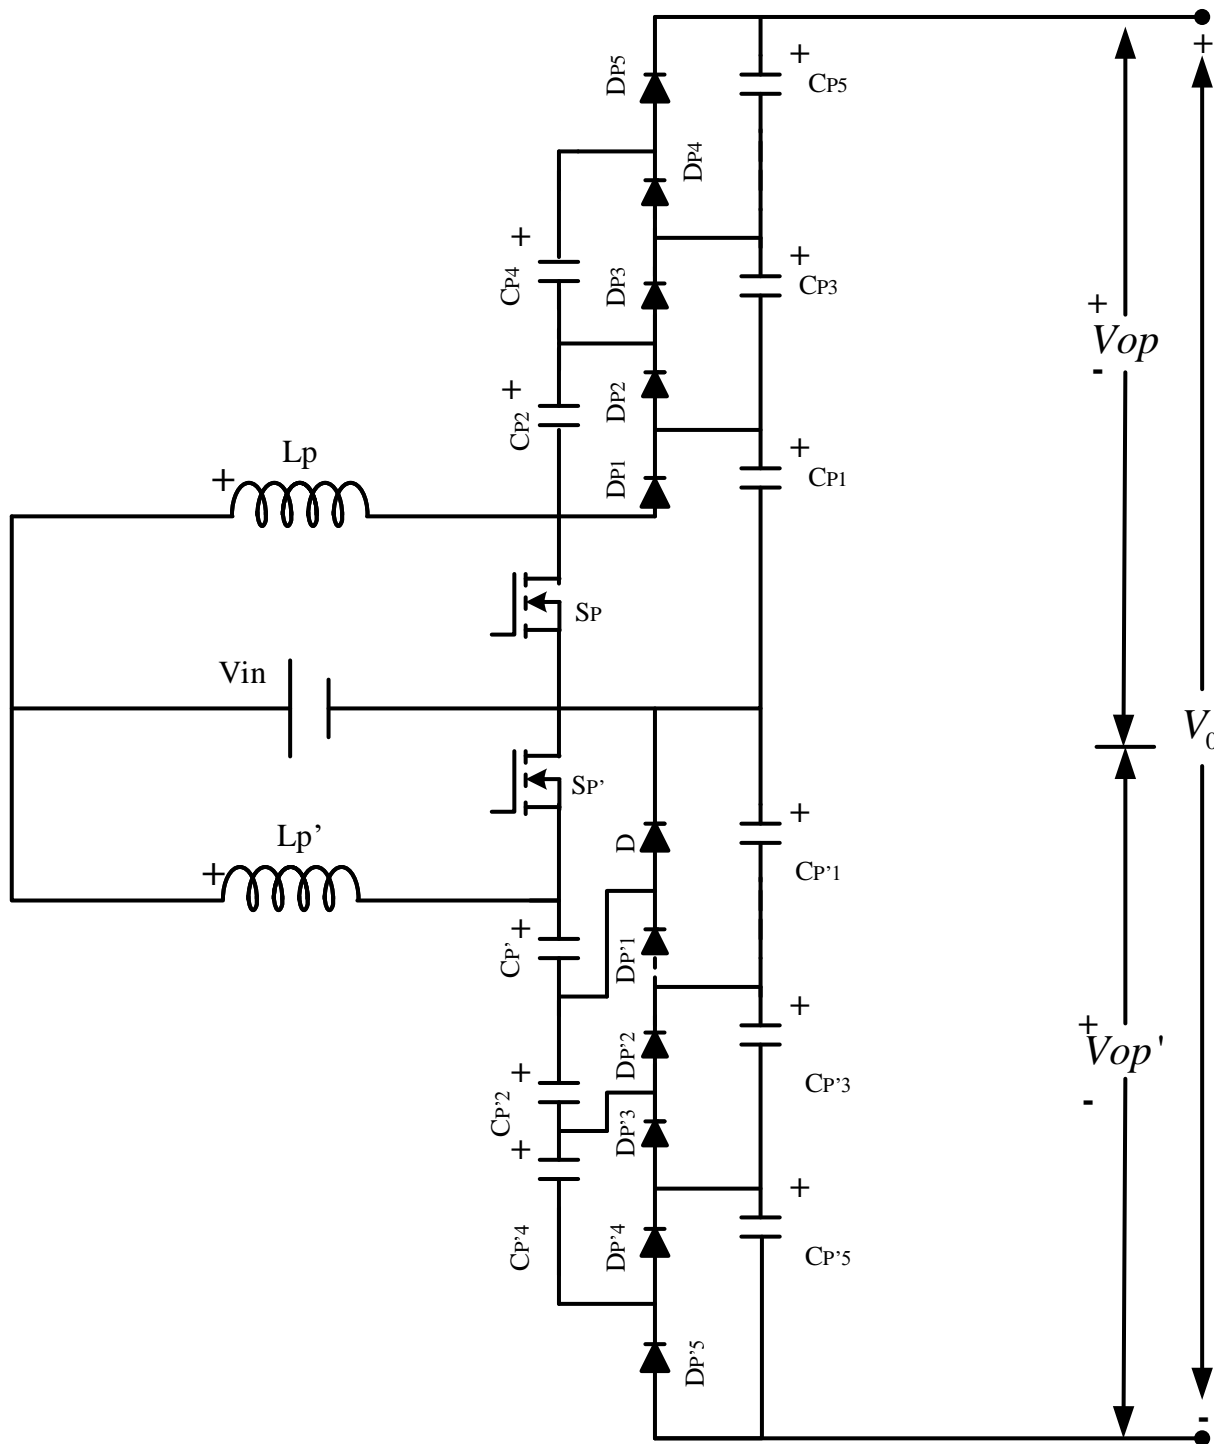 +
DP5
+
CP5
DP4
+
+
CP4
DP3
CP3
+
Vop
-
+
CP2
DP2
+
Lp
+
DP1
CP1
SP
Vin
V0
SP'
+
Lp'
+
D
CP'1
+
CP'
DP'1
+
+
Vop'
-
+
DP'2
CP'3
CP'2
DP'3
+
+
CP'4
DP'4
CP'5
DP'5
-